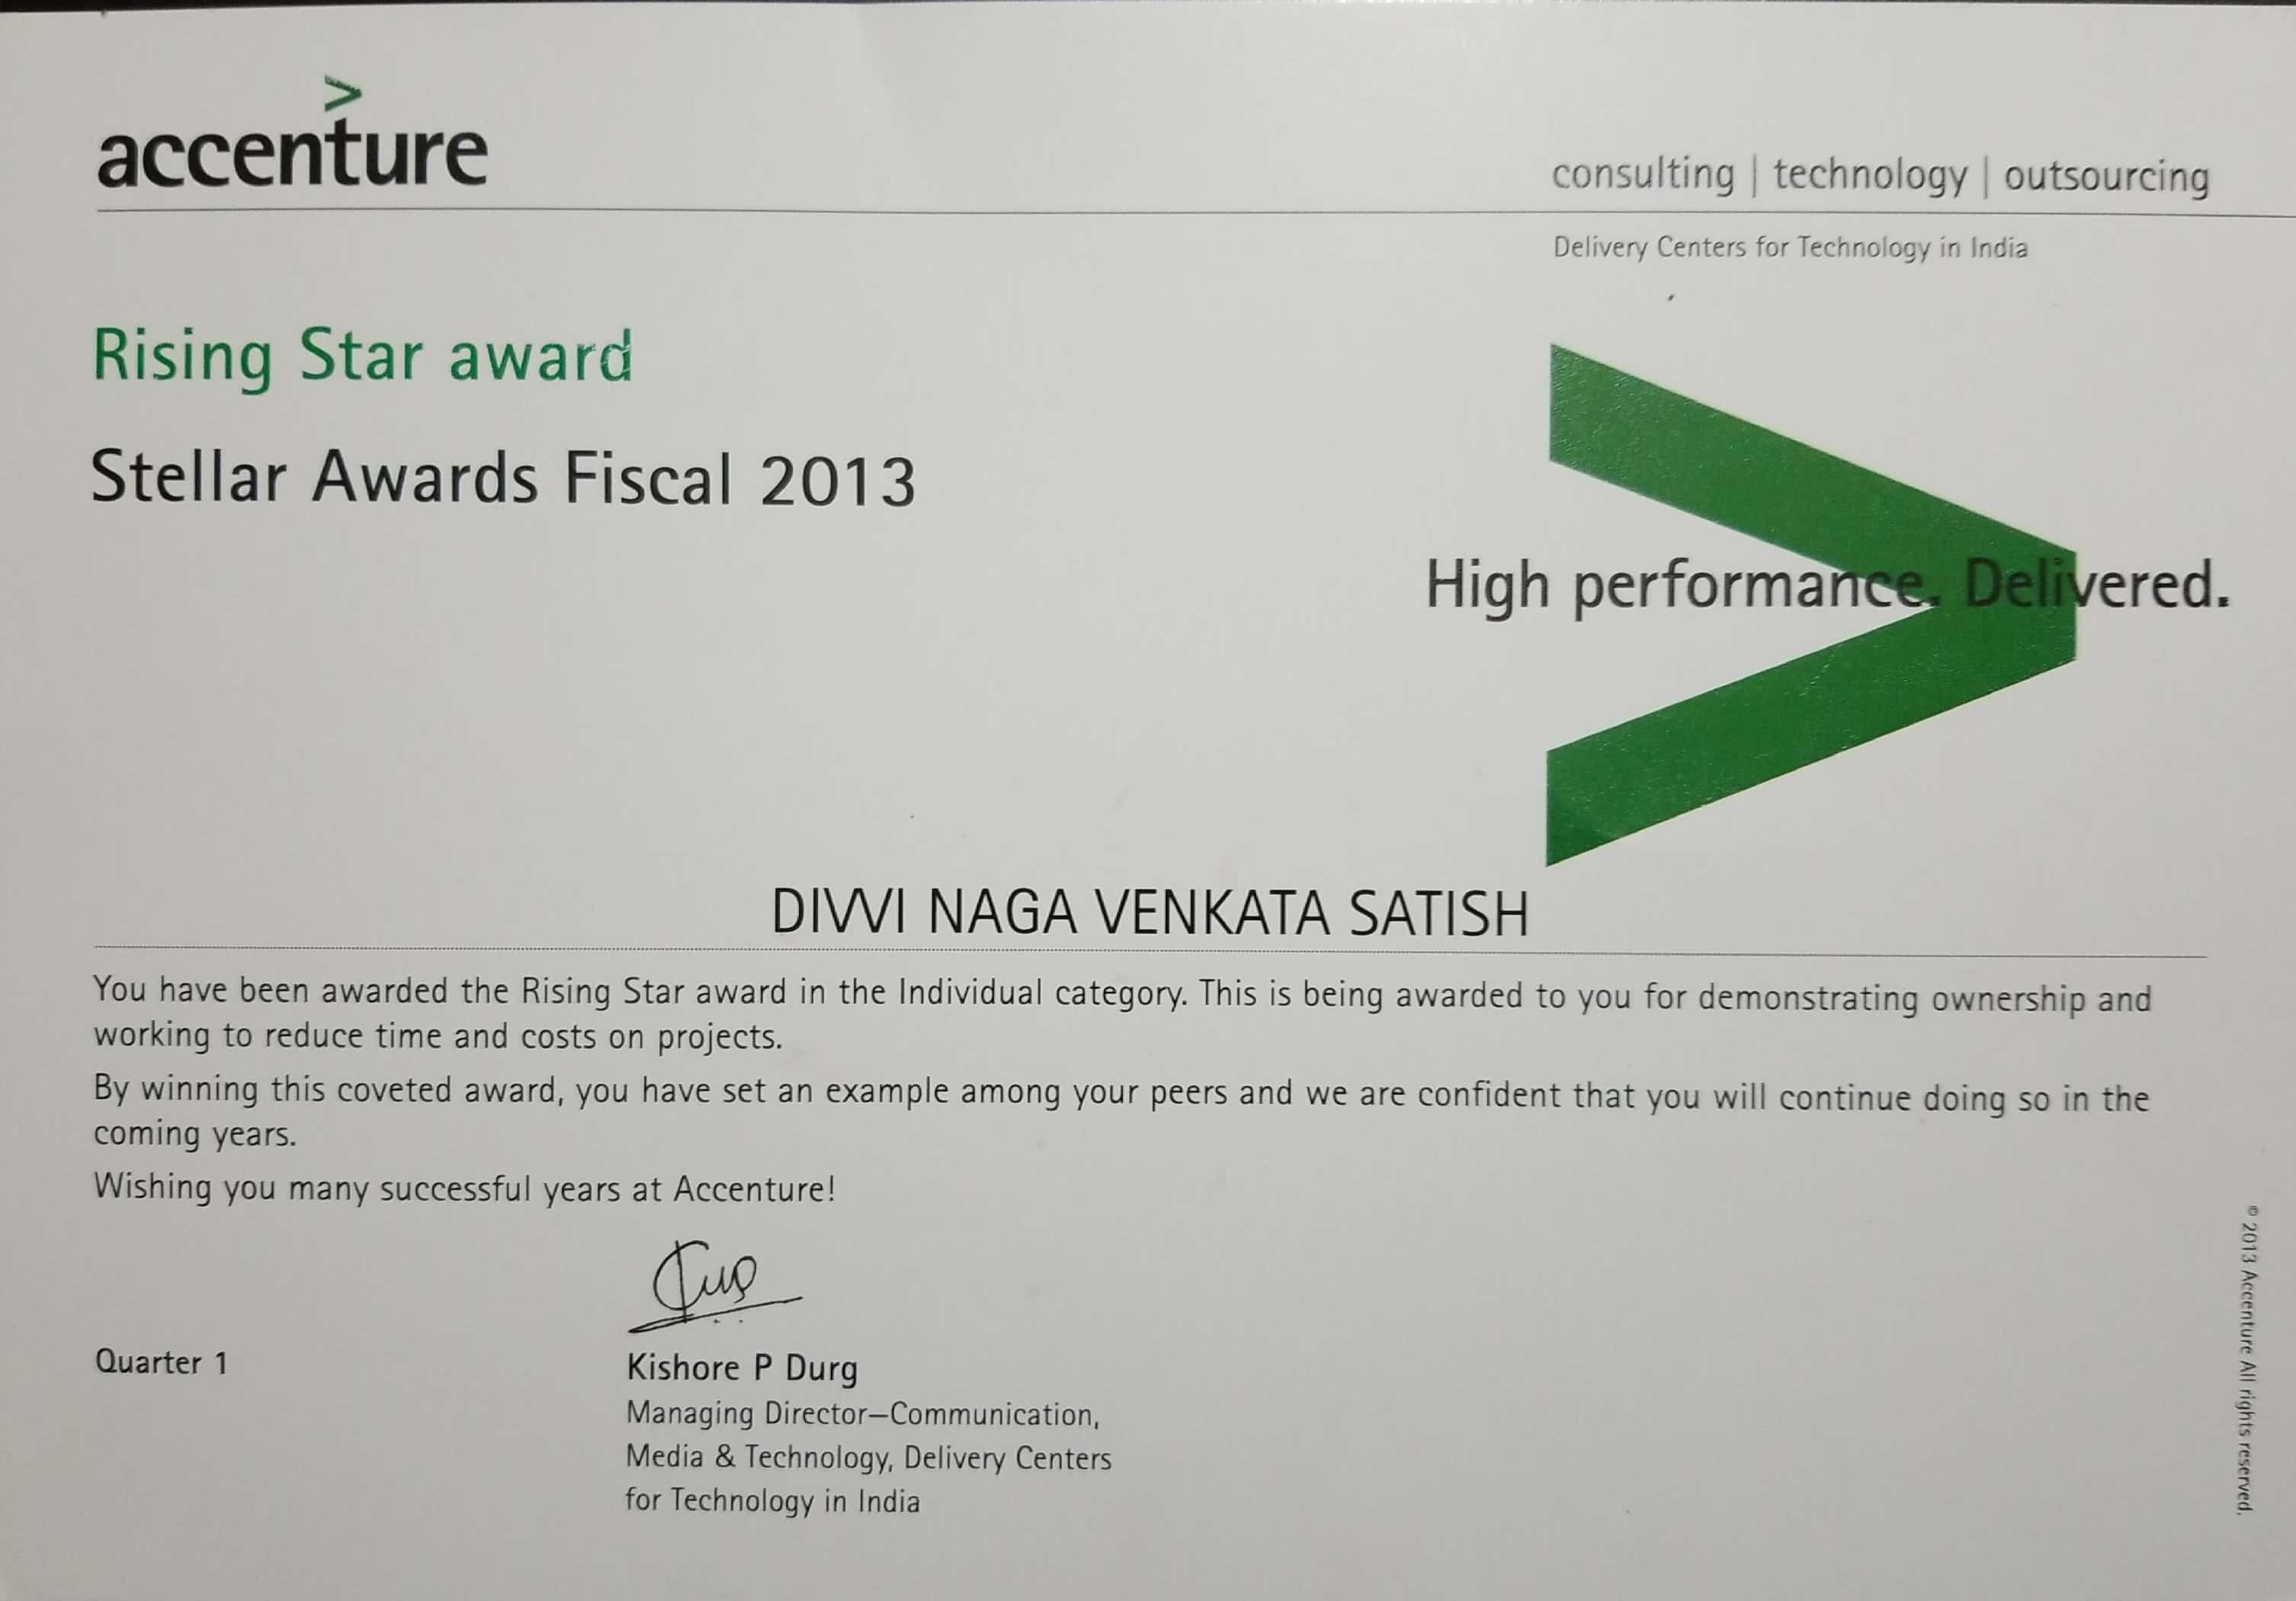 accenture
consulting | technology | outsourcing
Delivery Centers for Technology in India
Rising Star award
Stellar Awards Fiscal 2013
High performance. Delivered.
DIVVI NAGA VENKATA SATISH
You have been awarded the Rising Star award in the Individual category. This is being awarded to you for demonstrating ownership and
working to reduce time and costs on projects.
By winning this coveted award, you have set an example among your peers and we are confident that you will continue doing so in the
coming years.
Wishing you many successful years at Accenture!
Quarter 1
Kishore P Durg
Managing Director—Communication,
Media & Technology, Delivery Centers
for Technology in India
© 2013 Accenture All rights reserved.